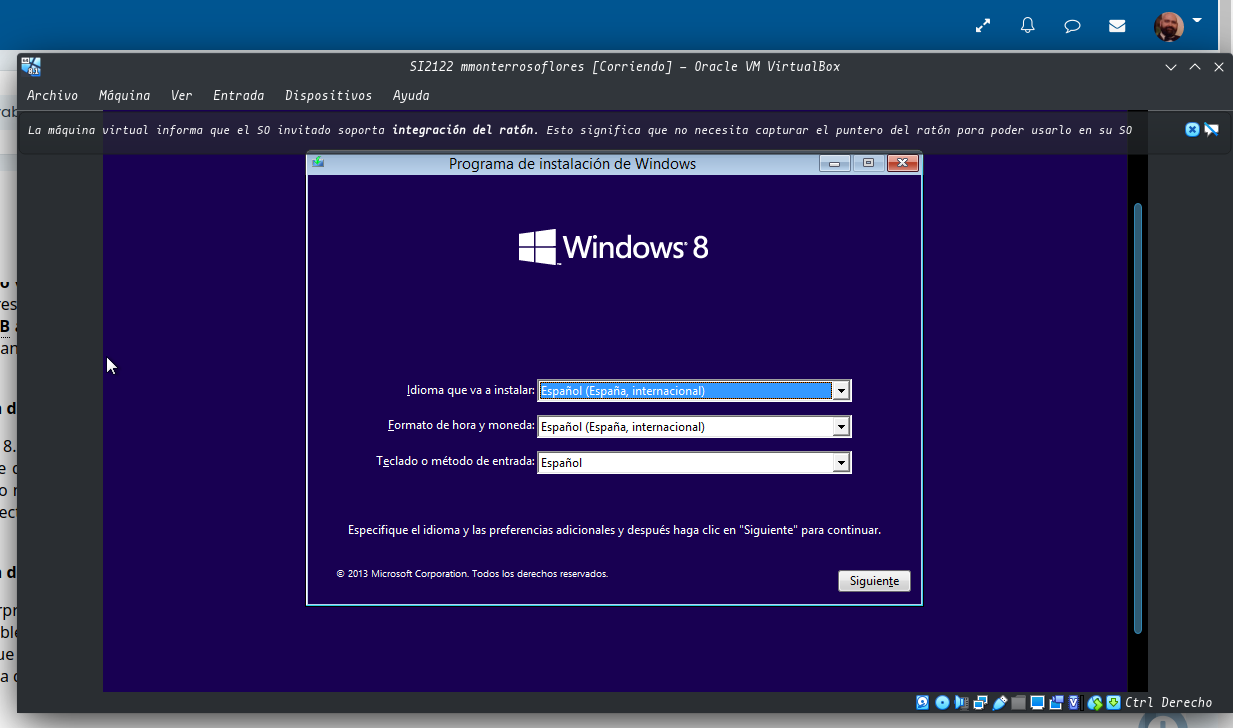 SI2122 mmonterrosoflores [Corriendo] – Oracle VM VirtualBox
Archivo Máquina Ver Entrada Dispositivos Ayuda
La máquina virtual informa que el SO invitado soporta integración del ratón. Esto significa que no necesita capturar el puntero del ratón para poder usarlo en su SO
Programa de instalación de Windows
Windows 8
Idioma que va a instalar: Español (España, internacional)
Formato de hora y moneda: Español (España, internacional)
Teclado o método de entrada: Español
Especifique el idioma y las preferencias adicionales y después haga clic en "Siguiente" para continuar.
© 2013 Microsoft Corporation. Todos los derechos reservados.
Siguiente
Ctrl Derecho